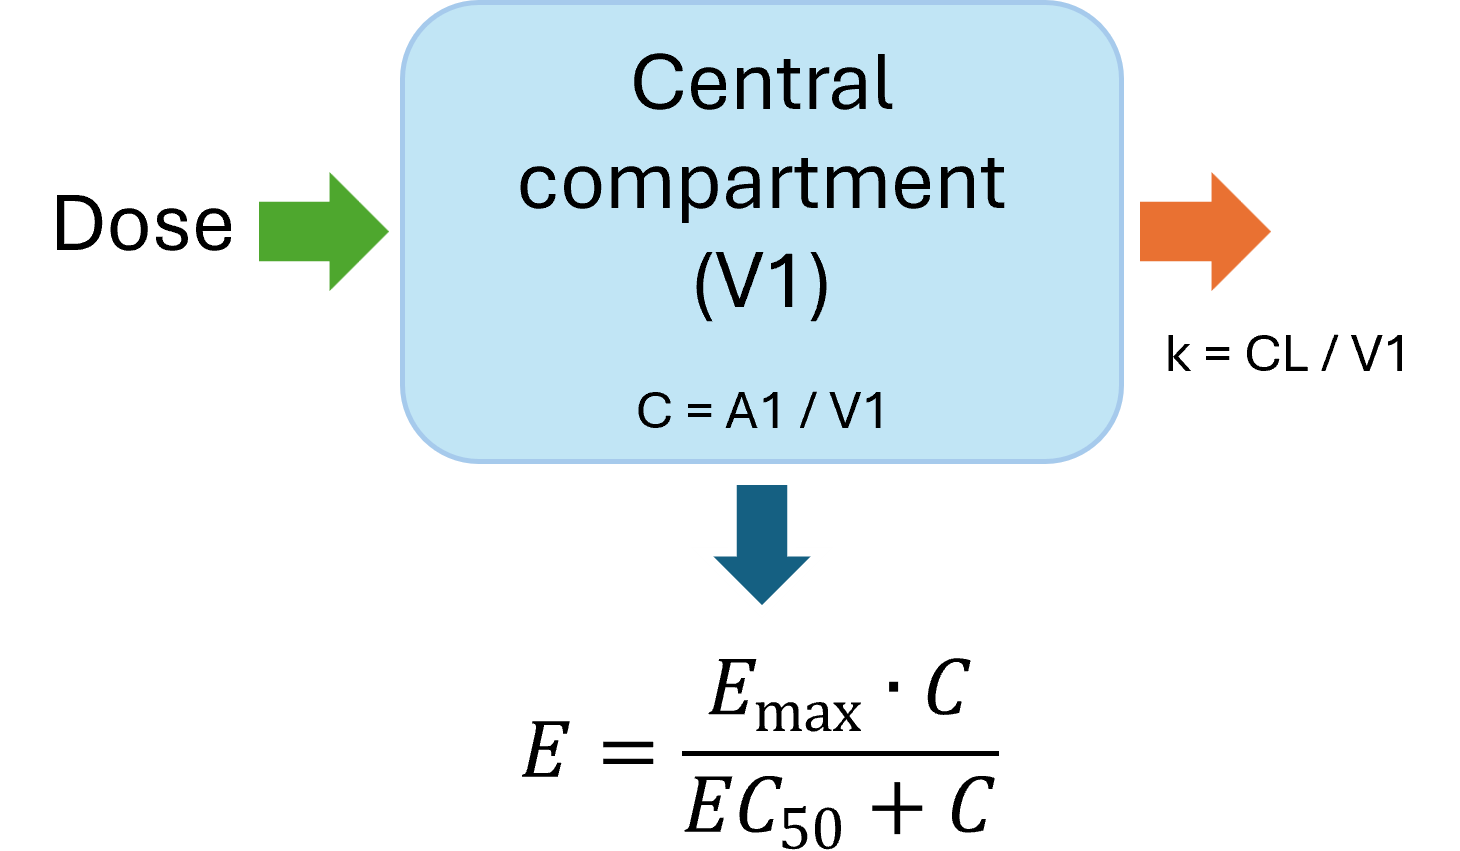 Dose
Central
compartment
(V1)
C = A1 / V1
k = CL / V1
E = \frac{E_{max} \cdot C}{EC_{50} + C}